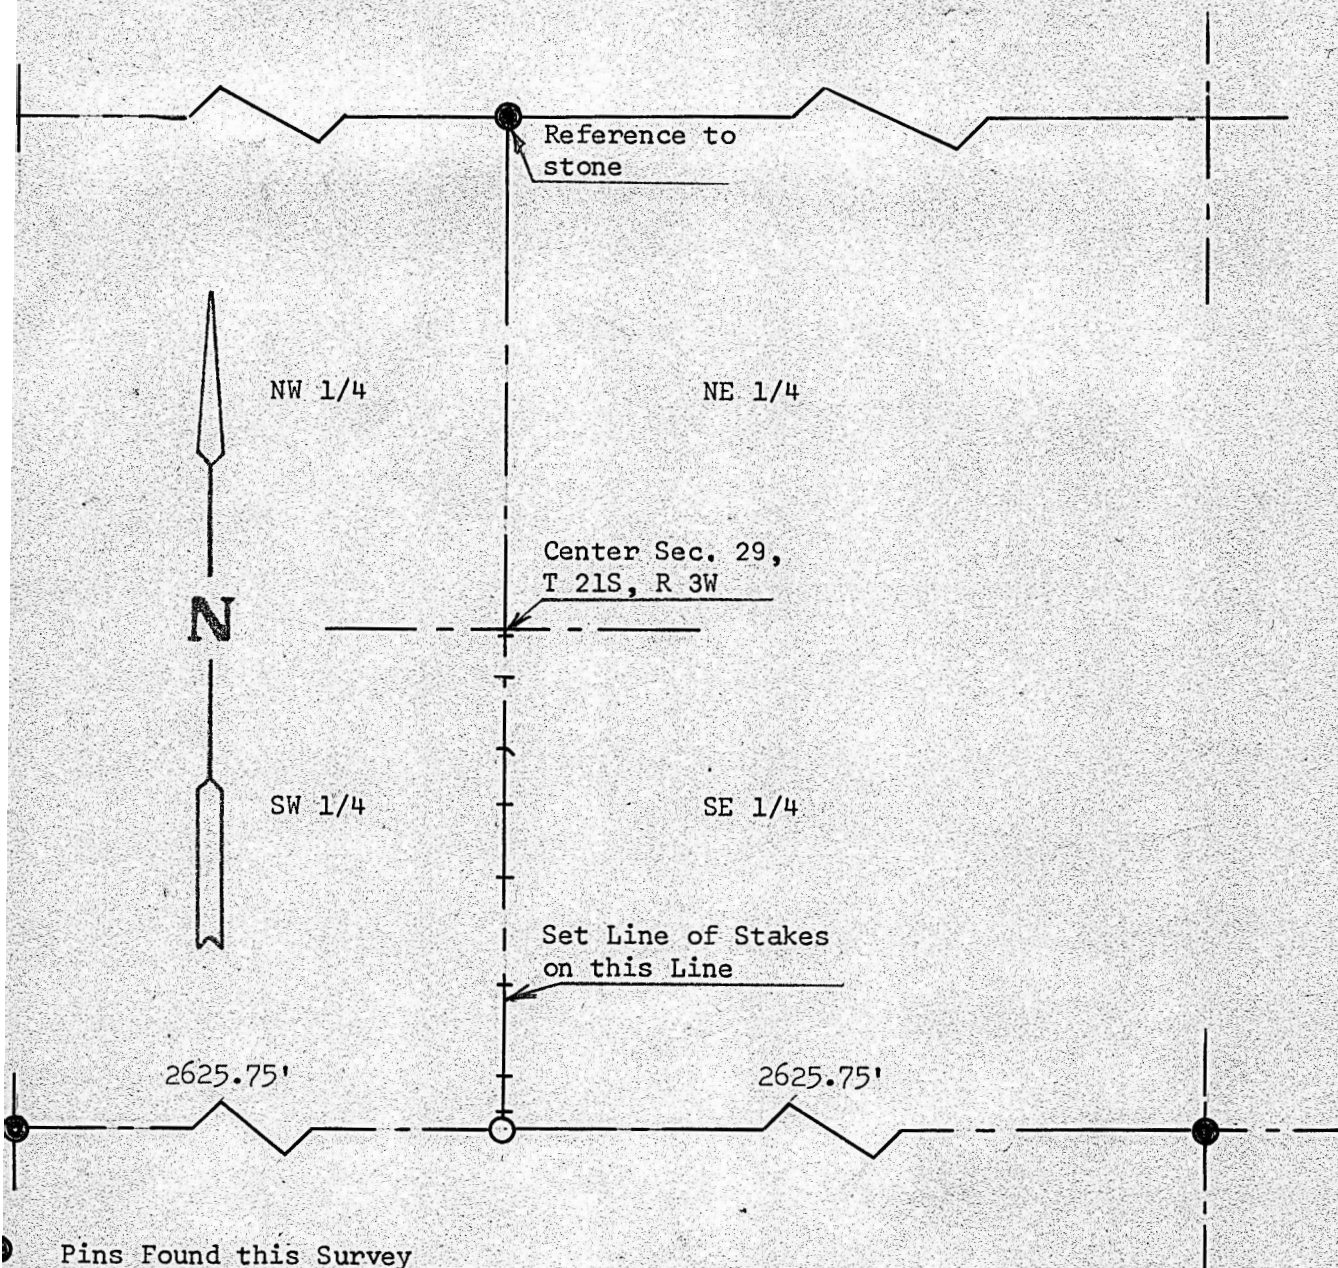 Reference to
stone
NW 1/4
NE 1/4
Center Sec. 29,
T 21S, R 3W
N
SW 1/4
SE 1/4
Set Line of Stakes
on this Line
2625.75'
2625.75'
Pins Found this Survey